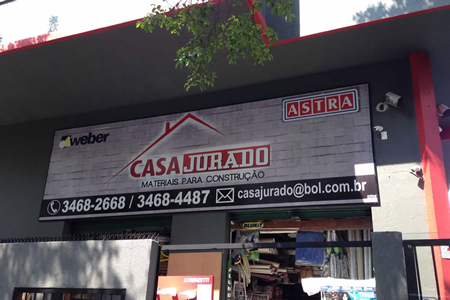 weber
ASTRA
CASA JURADO
MATERIAIS PARA CONSTRUÇÃO
3468-2668 / 3468-4487 casajurado@bol.com.br